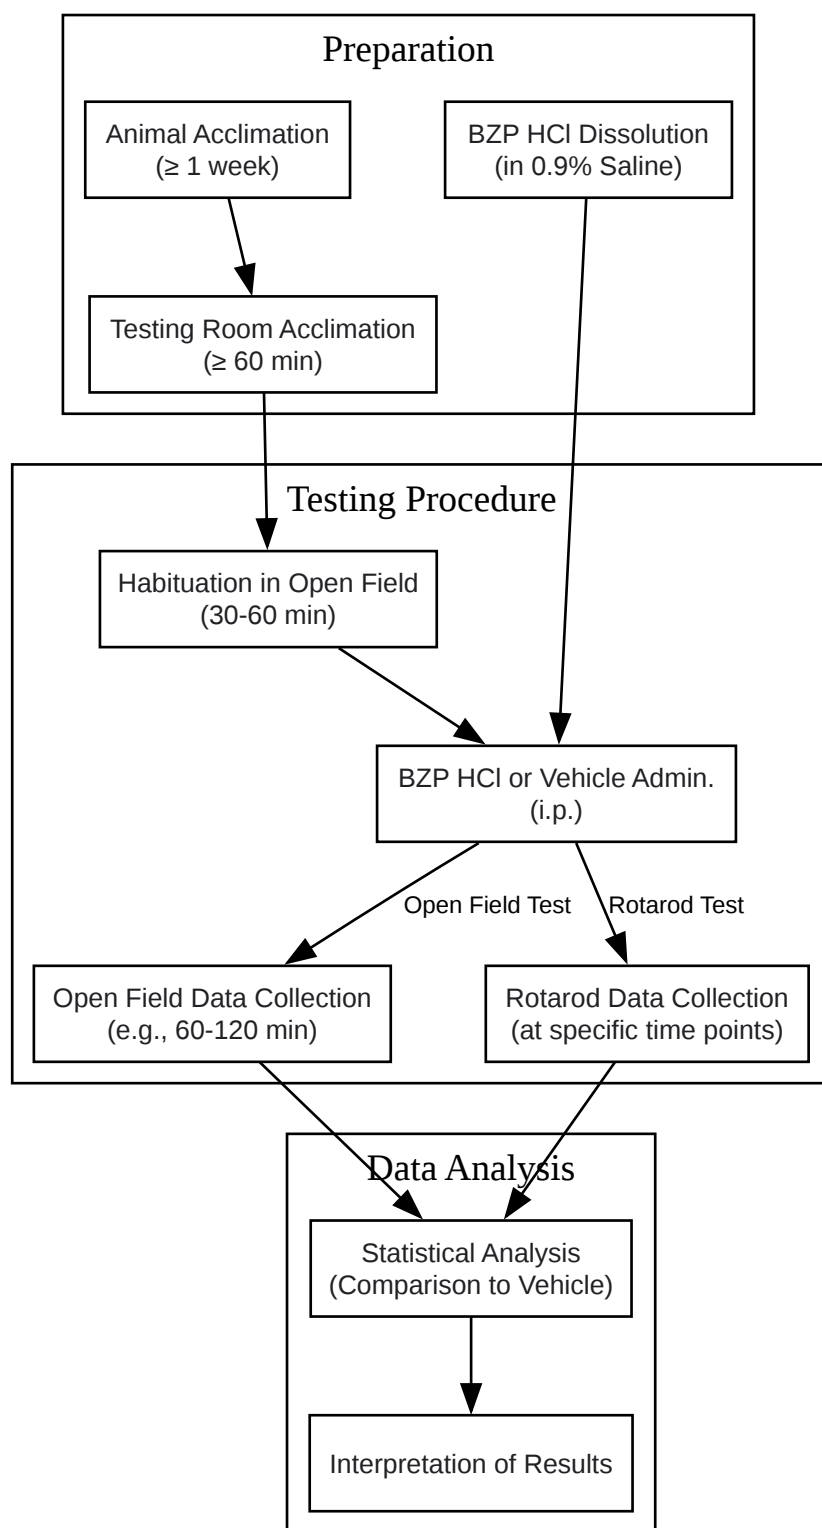 Preparation
Animal Acclimation
(≥ 1 week)
BZP HCl Dissolution
(in 0.9% Saline)
Testing Room Acclimation
(≥ 60 min)
Testing Procedure
Habituation in Open Field
(30-60 min)
BZP HCl or Vehicle Admin.
(i.p.)
Open Field Test
Rotarod Test
Open Field Data Collection
(e.g., 60-120 min)
Rotarod Data Collection
(at specific time points)
Data Analysis
Statistical Analysis
(Comparison to Vehicle)
Interpretation of Results